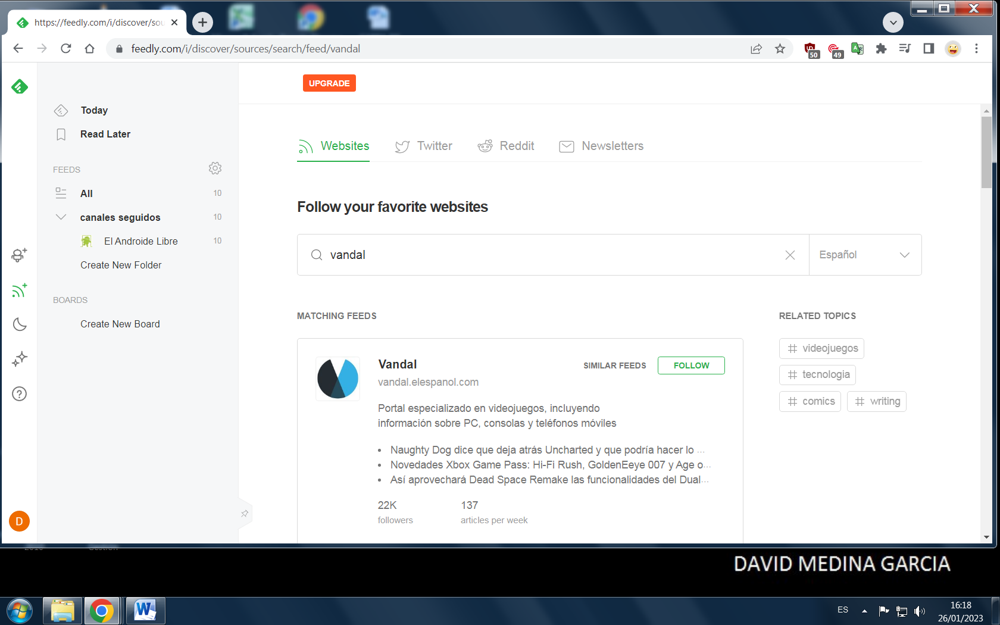 https://feedly.com/i/discover/sou
feedly.com/i/discover/sources/search/feed/vandal
50
49
UPGRADE
Today
Read Later
FEEDS
All 10
canales seguidos 10
El Androide Libre 10
Create New Folder
BOARDS
Create New Board
D
Websites Twitter Reddit Newsletters
Follow your favorite websites
vandal Español
MATCHING FEEDS
Vandal SIMILAR FEEDS FOLLOW
vandal.elespanol.com
Portal especializado en videojuegos, incluyendo
información sobre PC, consolas y teléfonos móviles
• Naughty Dog dice que deja atrás Uncharted y que podría hacer lo ...
• Novedades Xbox Game Pass: Hi-Fi Rush, GoldenEeye 007 y Age o...
• Así aprovechará Dead Space Remake las funcionalidades del Dual...
22K 137
followers articles per week
RELATED TOPICS
# videojuegos
# tecnologia
# comics # writing
DAVID MEDINA GARCIA
ES
16:18
26/01/2023